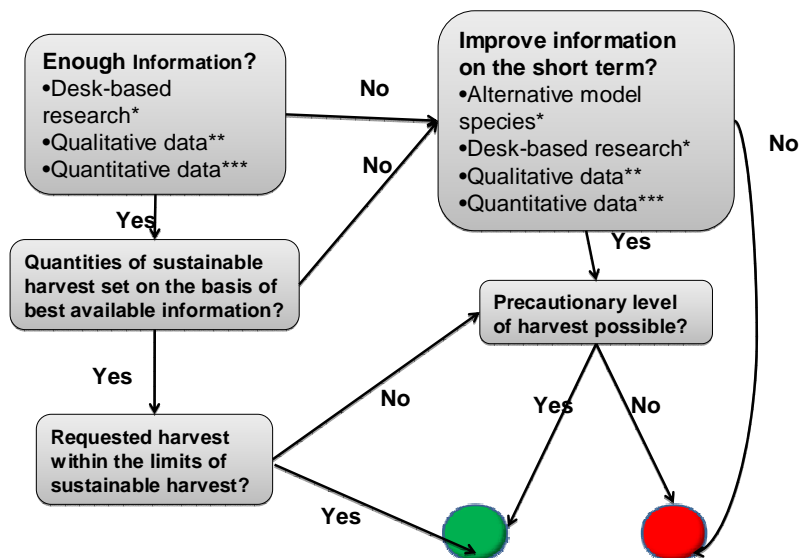 Enough Information?
•Desk-based
research*
•Qualitative data**
•Quantitative data***
No
No
Improve information
on the short term?
•Alternative model
species*
•Desk-based research*
•Qualitative data**
•Quantitative data***
No
Yes
Yes
Quantities of sustainable
harvest set on the basis of
best available information?
Precautionary level
of harvest possible?
Yes
No
Yes
No
Requested harvest
within the limits of
sustainable harvest?
Yes